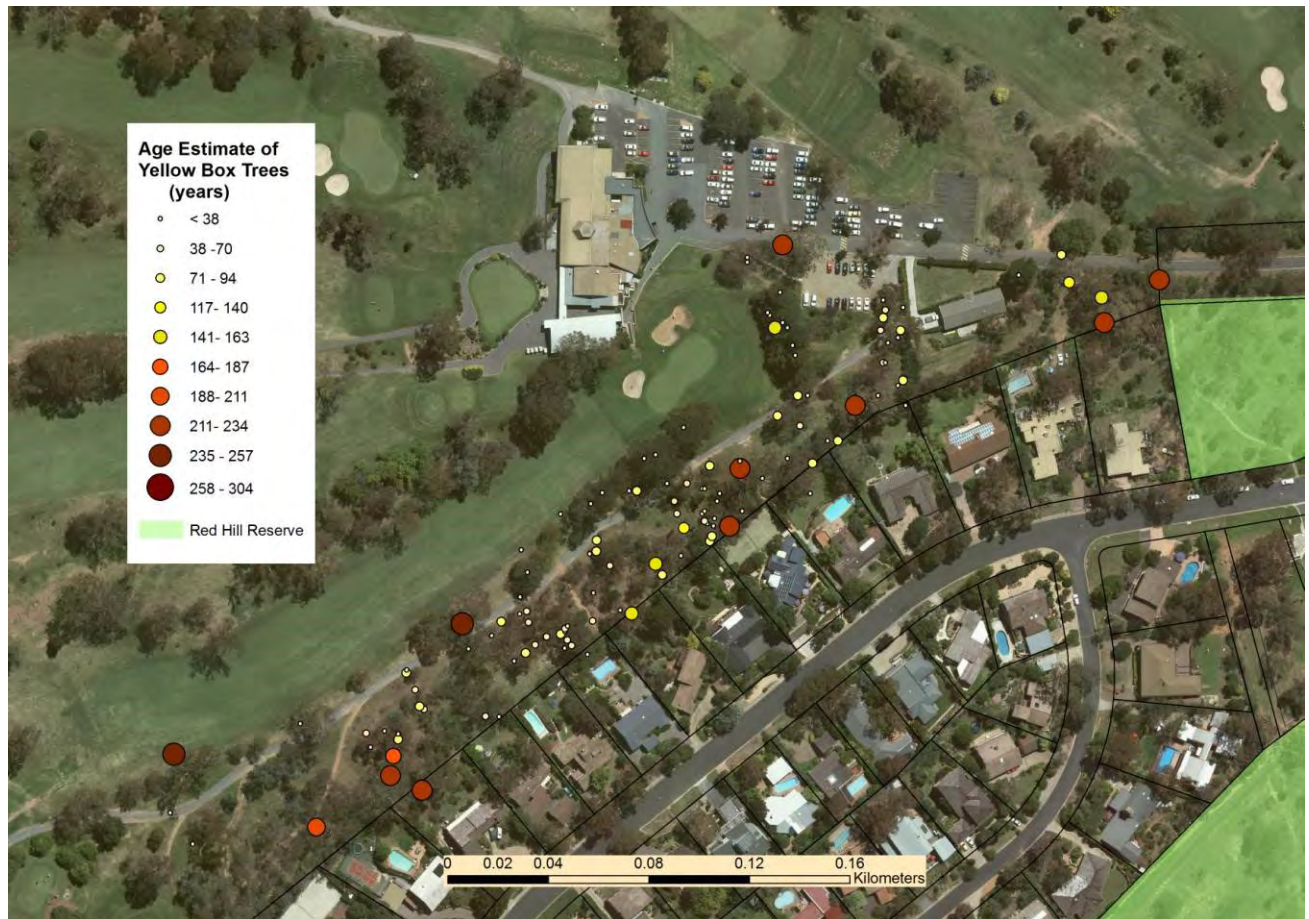 Age Estimate of
Yellow Box Trees
(years)
< 38
38 -70
71 - 94
117- 140
141- 163
164- 187
188- 211
211- 234
235 - 257
258 - 304
Red Hill Reserve
0 0.02 0.04 0.08 0.12 0.16
Kilometers